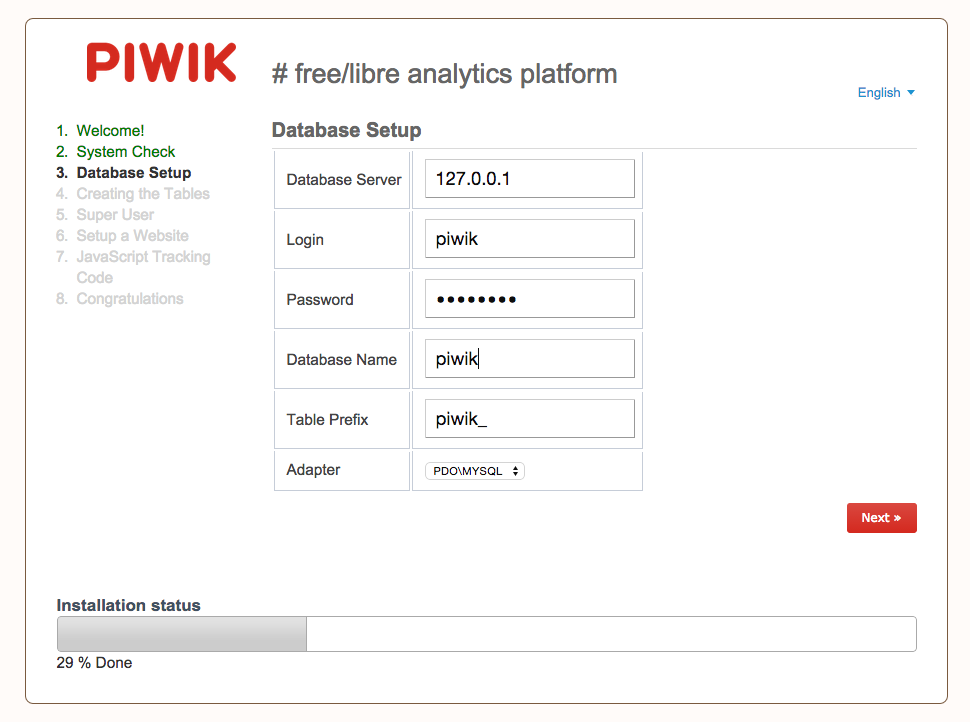 PIWIK
# free/libre analytics platform
English
1. Welcome!
2. System Check
3. Database Setup
4. Creating the Tables
5. Super User
6. Setup a Website
7. JavaScript Tracking
Code
8. Congratulations
Database Setup
Database Server 127.0.0.1
Login piwik
Password ••••••••
Database Name piwik
Table Prefix piwik_
Adapter PDO\MYSQL
Next »
Installation status
29 % Done